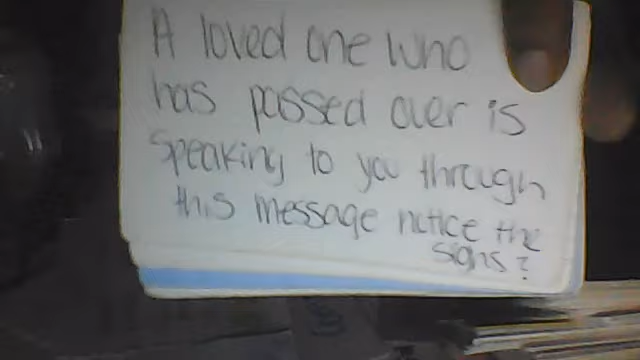 A loved one who
has passed over is
speaking to you through
this message notice the
signs?